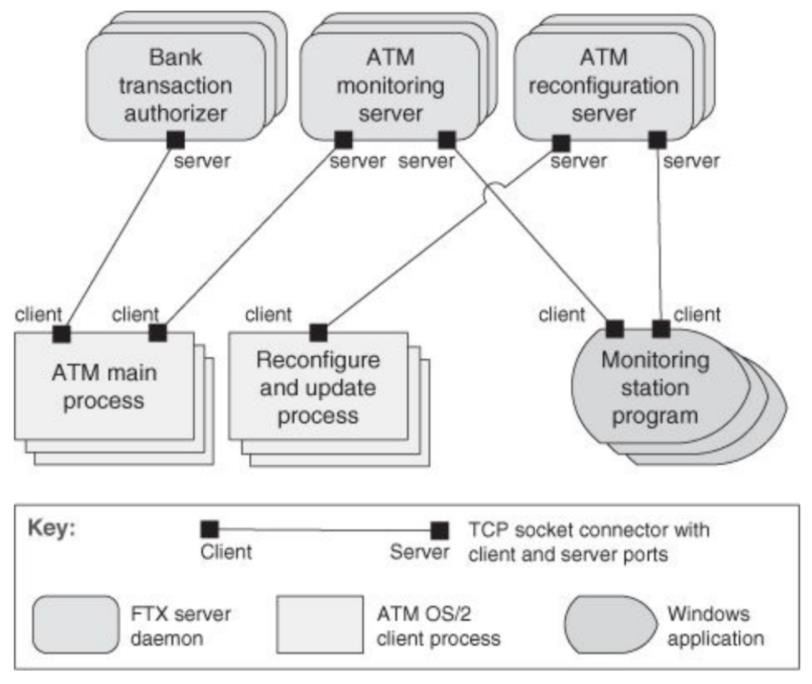 Bank
transaction
authorizer
ATM
monitoring
server
ATM
reconfiguration
server
server
server
server
server
server
client
client
client
client
client
ATM main
process
Reconfigure
and update
process
Monitoring
station
program
Key:
Client
Server
TCP socket connector with
client and server ports
FTX server
daemon
ATM OS/2
client process
Windows
application